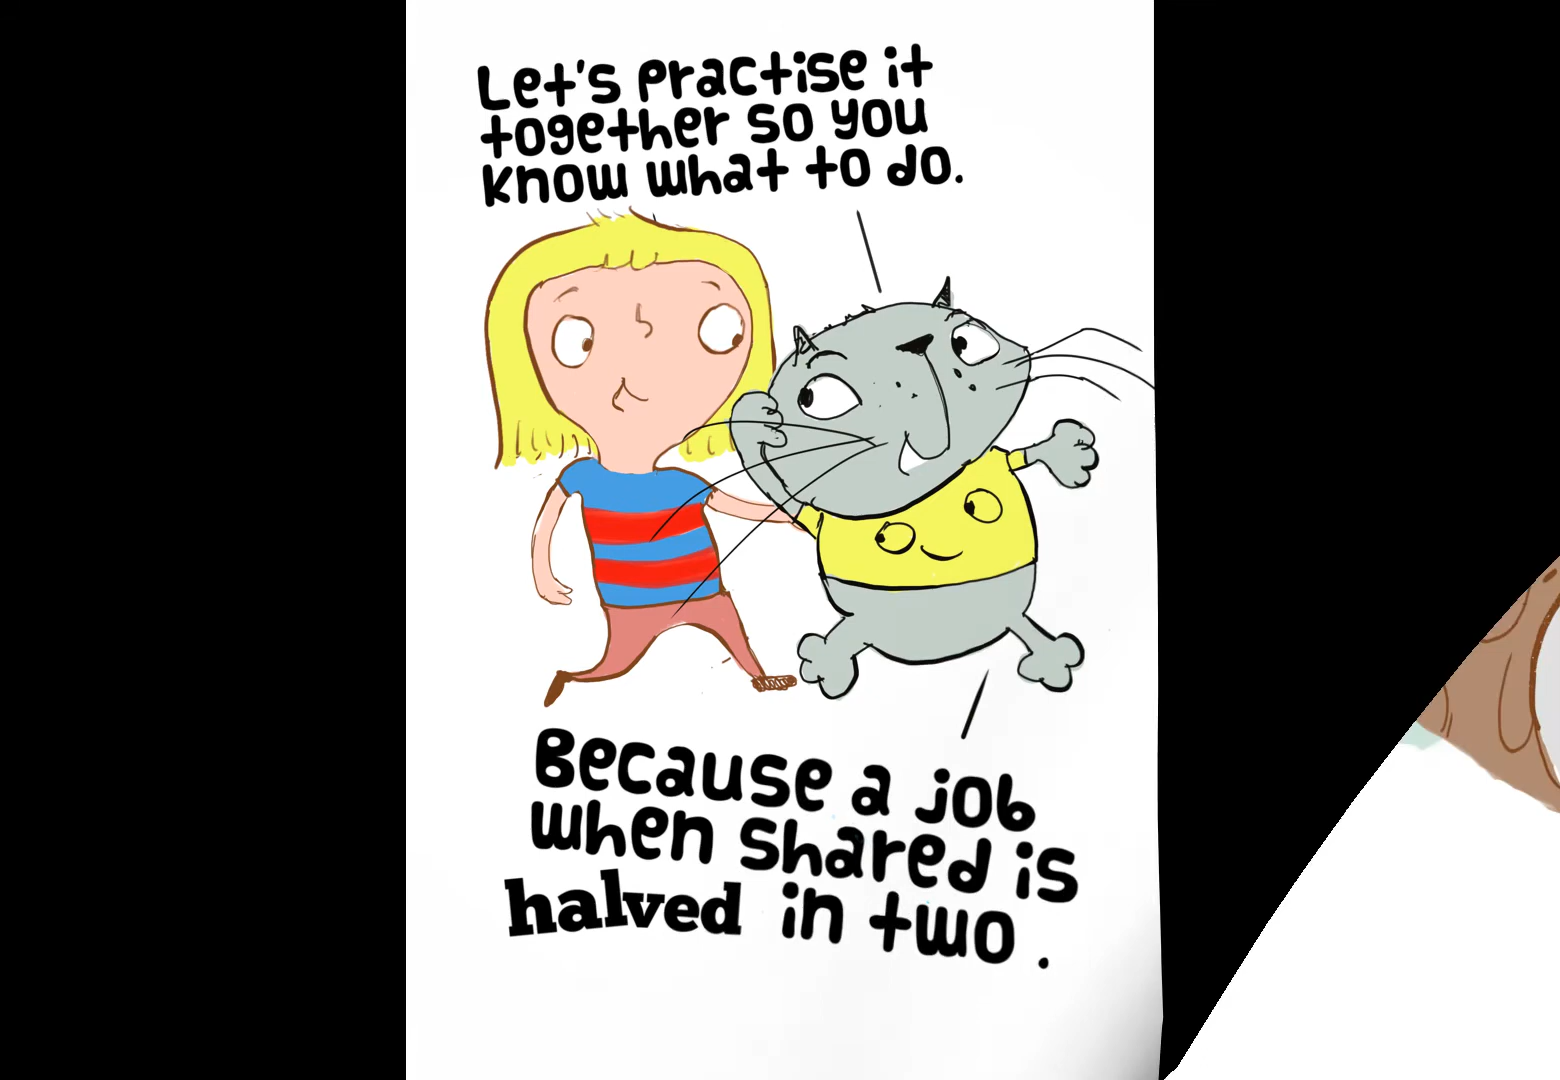 Let's practise it
together so you
know what to do.
Because a job
when shared is
halved in two.